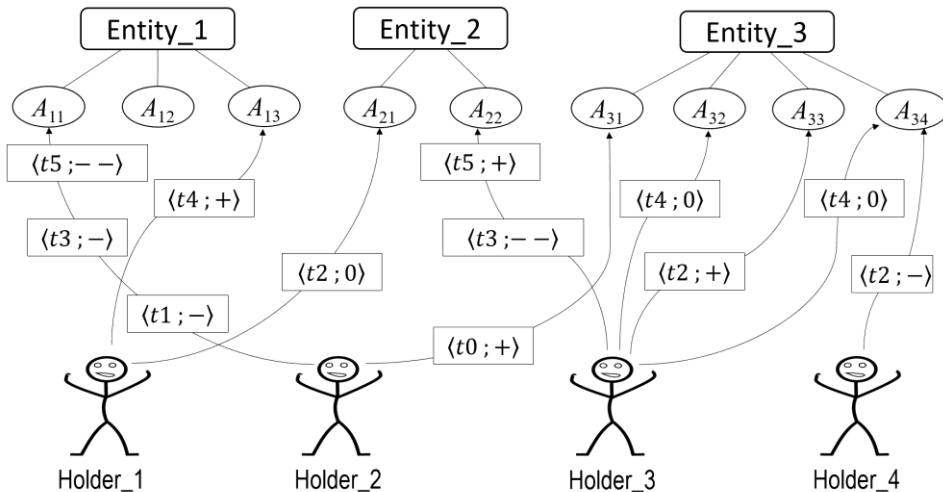 Entity_1 Entity_2 Entity_3
A₁₁ A₁₂ A₁₃ A₂₁ A₂₂ A₃₁ A₃₂ A₃₃ A₃₄
⟨t5 ;− −⟩ ⟨t5 ; +⟩
⟨t4 ; +⟩ ⟨t4 ; 0⟩ ⟨t4 ; 0⟩
⟨t3 ; −⟩ ⟨t3 ;− −⟩
⟨t2 ; 0⟩ ⟨t2 ; +⟩ ⟨t2 ; −⟩
⟨t1 ; −⟩
⟨t0 ; +⟩
Holder_1 Holder_2 Holder_3 Holder_4